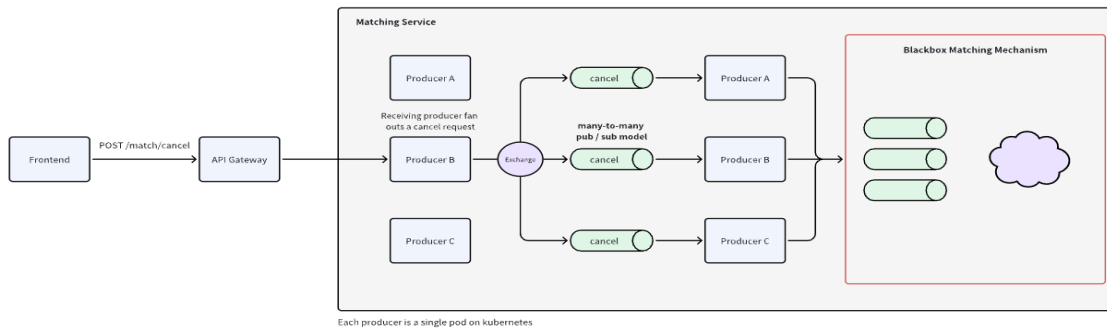 Matching Service
Blackbox Matching Mechanism
Producer A
cancel
Producer A
Receiving producer fan
outs a cancel request
many-to-many
pub / sub model
Frontend
POST /match/cancel
API Gateway
Producer B
Exchange
cancel
Producer B
Producer C
cancel
Producer C
Each producer is a single pod on kubernetes